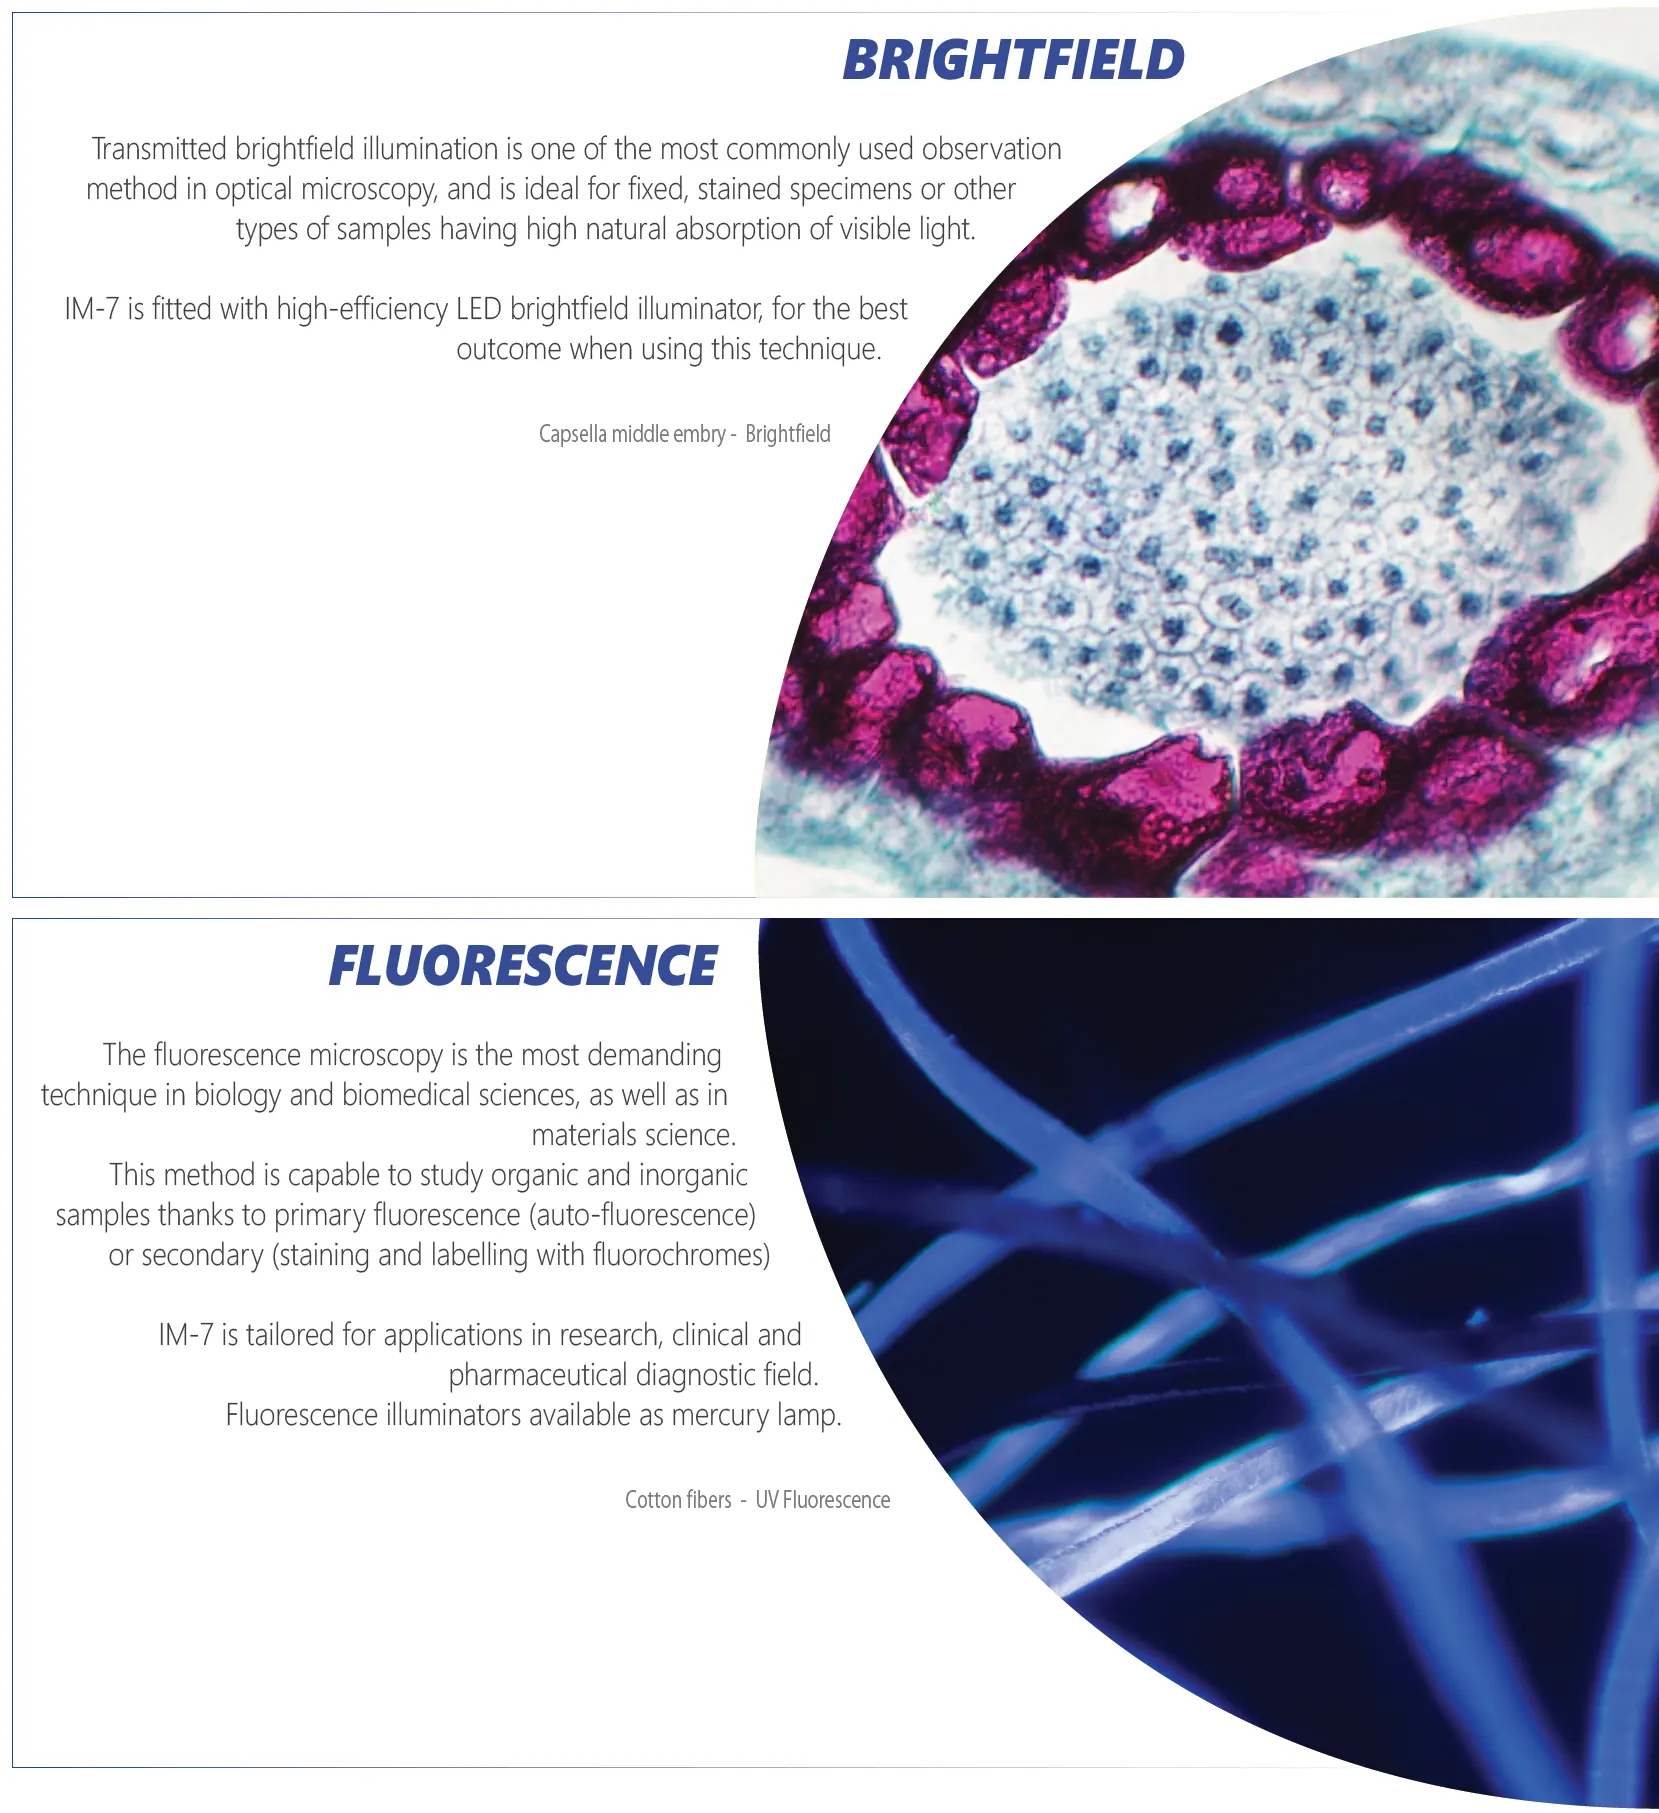 BRIGHTFIELD
Transmitted brightfield illumination is one of the most commonly used observation
method in optical microscopy, and is ideal for fixed, stained specimens or other
types of samples having high natural absorption of visible light.
IM-7 is fitted with high-efficiency LED brightfield illuminator, for the best
outcome when using this technique.
Capsella middle embry - Brightfield
FLUORESCENCE
The fluorescence microscopy is the most demanding
technique in biology and biomedical sciences, as well as in
materials science.
This method is capable to study organic and inorganic
samples thanks to primary fluorescence (auto-fluorescence)
or secondary (staining and labelling with fluorochromes)
IM-7 is tailored for applications in research, clinical and
pharmaceutical diagnostic field.
Fluorescence illuminators available as mercury lamp.
Cotton fibers - UV Fluorescence